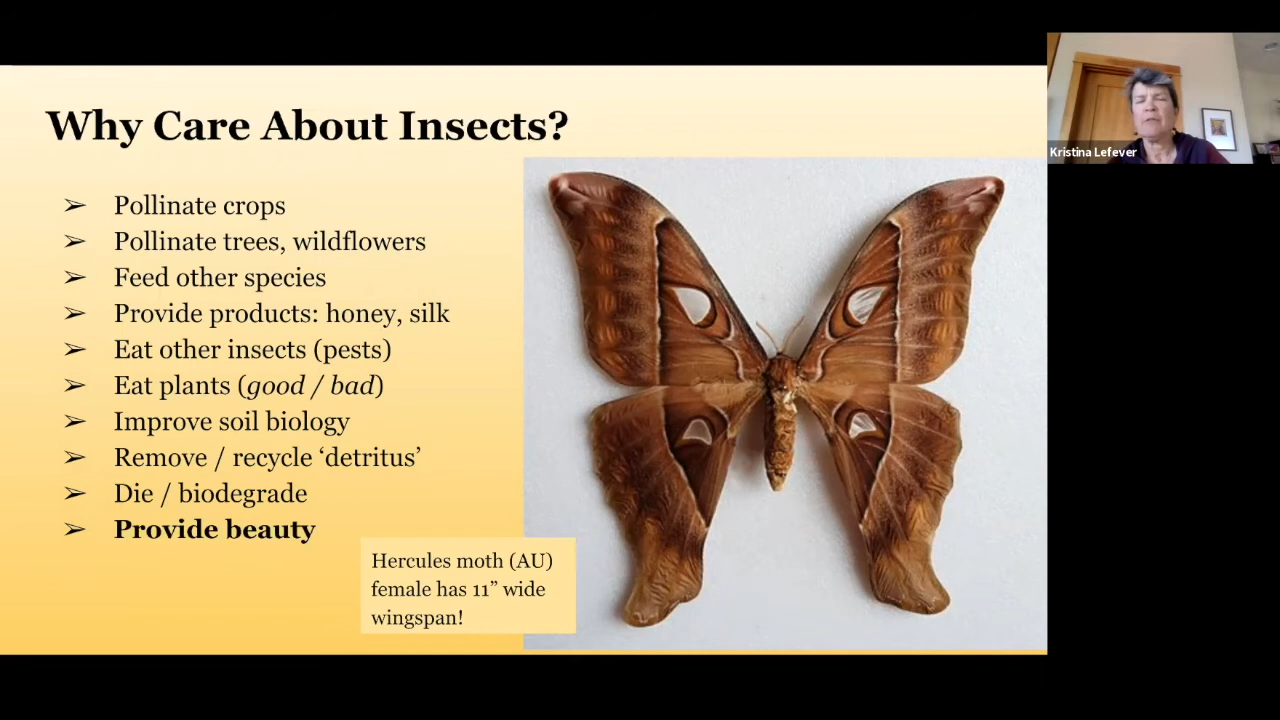 Why Care About Insects?
➢ Pollinate crops
➢ Pollinate trees, wildflowers
➢ Feed other species
➢ Provide products: honey, silk
➢ Eat other insects (pests)
➢ Eat plants (good / bad)
➢ Improve soil biology
➢ Remove / recycle ‘detritus’
➢ Die / biodegrade
➢ Provide beauty
Hercules moth (AU)
female has 11” wide
wingspan!
Kristina Lefever